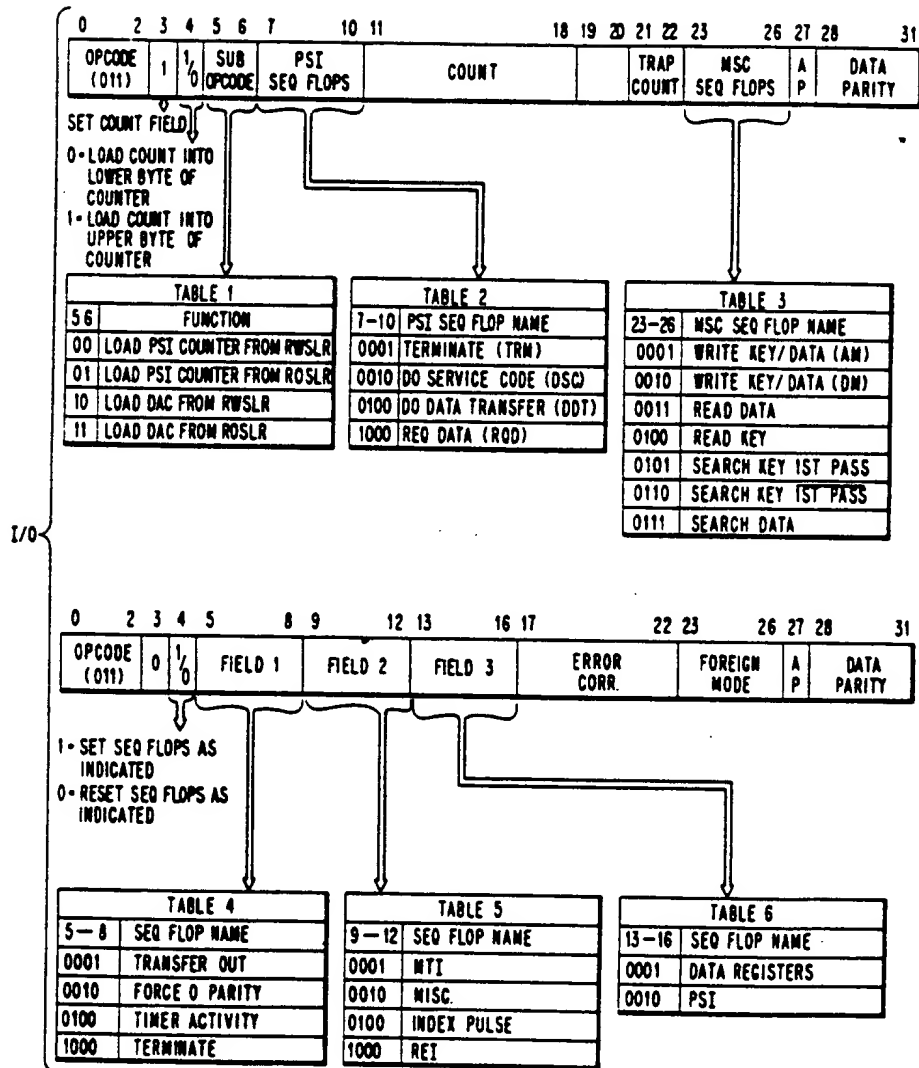 0 2 3 4 5 6 7 10 11 18 19 20 21 22 23 26 27 28 31
OPCODE (011) 1 1/0 SUB OPCODE PSI SEQ FLOPS COUNT TRAP COUNT MSC SEQ FLOPS A P DATA PARITY
SET COUNT FIELD
0-LOAD COUNT INTO
LOWER BYTE OF
COUNTER
1-LOAD COUNT INTO
UPPER BYTE OF
COUNTER
TABLE 1
5 6 FUNCTION
00 LOAD PSI COUNTER FROM RWSLR
01 LOAD PSI COUNTER FROM ROSLR
10 LOAD DAC FROM RWSLR
11 LOAD DAC FROM ROSLR
TABLE 2
7-10 PSI SEQ FLOP NAME
0001 TERMINATE (TRM)
0010 DO SERVICE CODE (DSC)
0100 DO DATA TRANSFER (DDT)
1000 REQ DATA (RQD)
TABLE 3
23-26 MSC SEQ FLOP NAME
0001 WRITE KEY/DATA (AM)
0010 WRITE KEY/DATA (DM)
0011 READ DATA
0100 READ KEY
0101 SEARCH KEY 1ST PASS
0110 SEARCH KEY 1ST PASS
0111 SEARCH DATA
I/O
0 2 3 4 5 8 9 12 13 16 17 22 23 26 27 28 31
OPCODE (011) 0 1/0 FIELD 1 FIELD 2 FIELD 3 ERROR CORR. FOREIGN MODE A P DATA PARITY
1-SET SEQ FLOPS AS
INDICATED
0-RESET SEQ FLOPS AS
INDICATED
TABLE 4
5-8 SEQ FLOP NAME
0001 TRANSFER OUT
0010 FORCE 0 PARITY
0100 TIMER ACTIVITY
1000 TERMINATE
TABLE 5
9-12 SEQ FLOP NAME
0001 MTI
0010 MISC.
0100 INDEX PULSE
1000 REI
TABLE 6
13-16 SEQ FLOP NAME
0001 DATA REGISTERS
0010 PSI